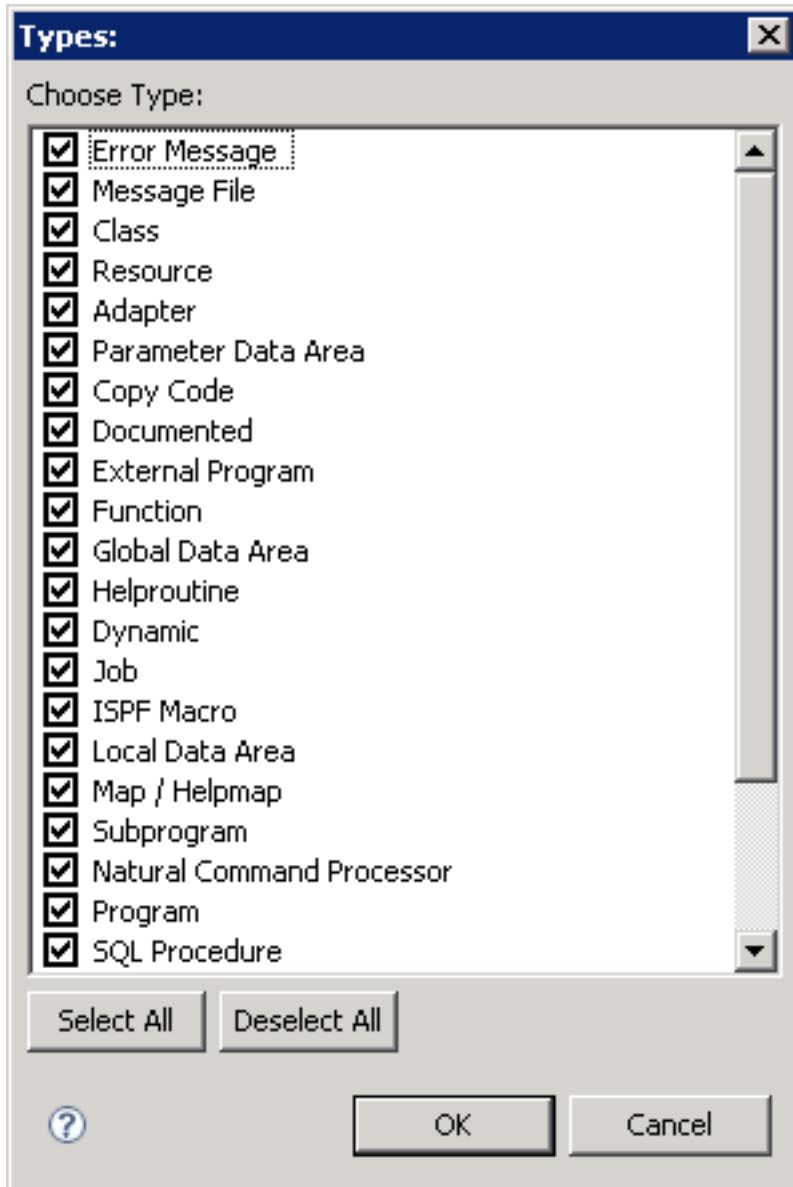 Types:
Choose Type:
Error Message
Message File
Class
Resource
Adapter
Parameter Data Area
Copy Code
Documented
External Program
Function
Global Data Area
Helproutine
Dynamic
Job
ISPF Macro
Local Data Area
Map / Helpmap
Subprogram
Natural Command Processor
Program
SQL Procedure
Select All Deselect All
? OK Cancel